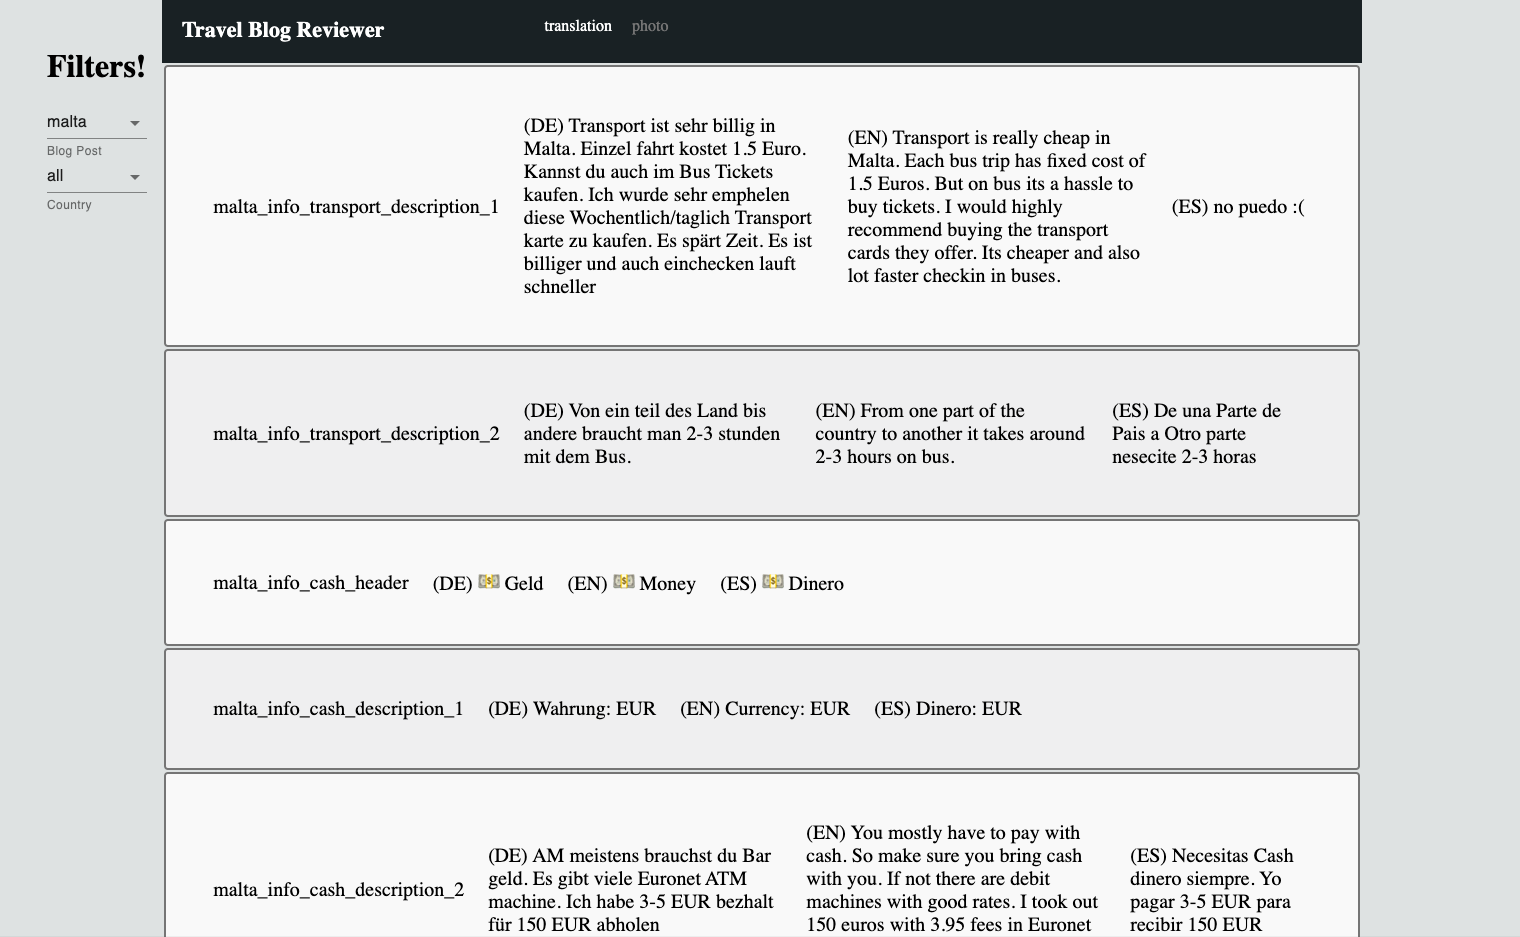 Travel Blog Reviewer
translation
photo
Filters!
malta
Blog Post
all
Country
malta_info_transport_description_1
(DE) Transport ist sehr billig in
Malta. Einzel fahrt kostet 1.5 Euro.
Kannst du auch im Bus Tickets
kaufen. Ich wurde sehr emphelen
diese Wochentlich/taglich Transport
karte zu kaufen. Es spärt Zeit. Es ist
billiger und auch einchecken lauft
schneller
(EN) Transport is really cheap in
Malta. Each bus trip has fixed cost of
1.5 Euros. But on bus its a hassle to
buy tickets. I would highly
recommend buying the transport
cards they offer. Its cheaper and also
lot faster checkin in buses.
(ES) no puedo :(
malta_info_transport_description_2
(DE) Von ein teil des Land bis
andere braucht man 2-3 stunden
mit dem Bus.
(EN) From one part of the
country to another it takes around
2-3 hours on bus.
(ES) De una Parte de
Pais a Otro parte
nesecite 2-3 horas
malta_info_cash_header
(DE) 💵 Geld
(EN) 💵 Money
(ES) 💵 Dinero
malta_info_cash_description_1
(DE) Wahrung: EUR
(EN) Currency: EUR
(ES) Dinero: EUR
malta_info_cash_description_2
(DE) AM meistens brauchst du Bar
geld. Es gibt viele Euronet ATM
machine. Ich habe 3-5 EUR bezhalt
für 150 EUR abholen
(EN) You mostly have to pay with
cash. So make sure you bring cash
with you. If not there are debit
machines with good rates. I took out
150 euros with 3.95 fees in Euronet
(ES) Necesitas Cash
dinero siempre. Yo
pagar 3-5 EUR para
recibir 150 EUR